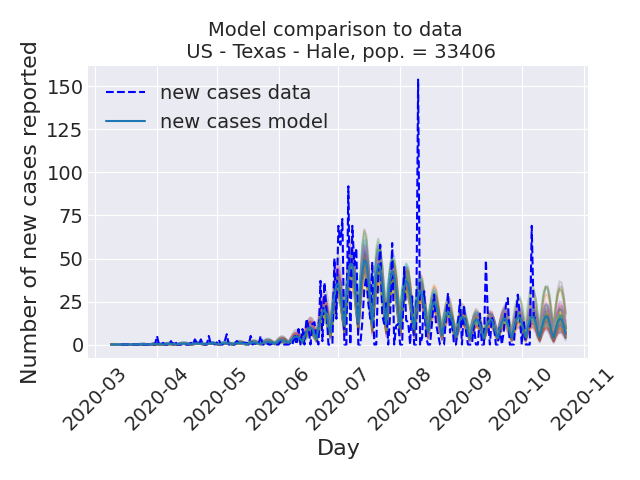 Model comparison to data
US - Texas - Hale, pop. = 33406
Number of new cases reported
150
125
100
75
50
25
0
new cases data
new cases model
2020-03
2020-04
2020-05
2020-06
2020-07
2020-08
2020-09
2020-10
2020-11
Day